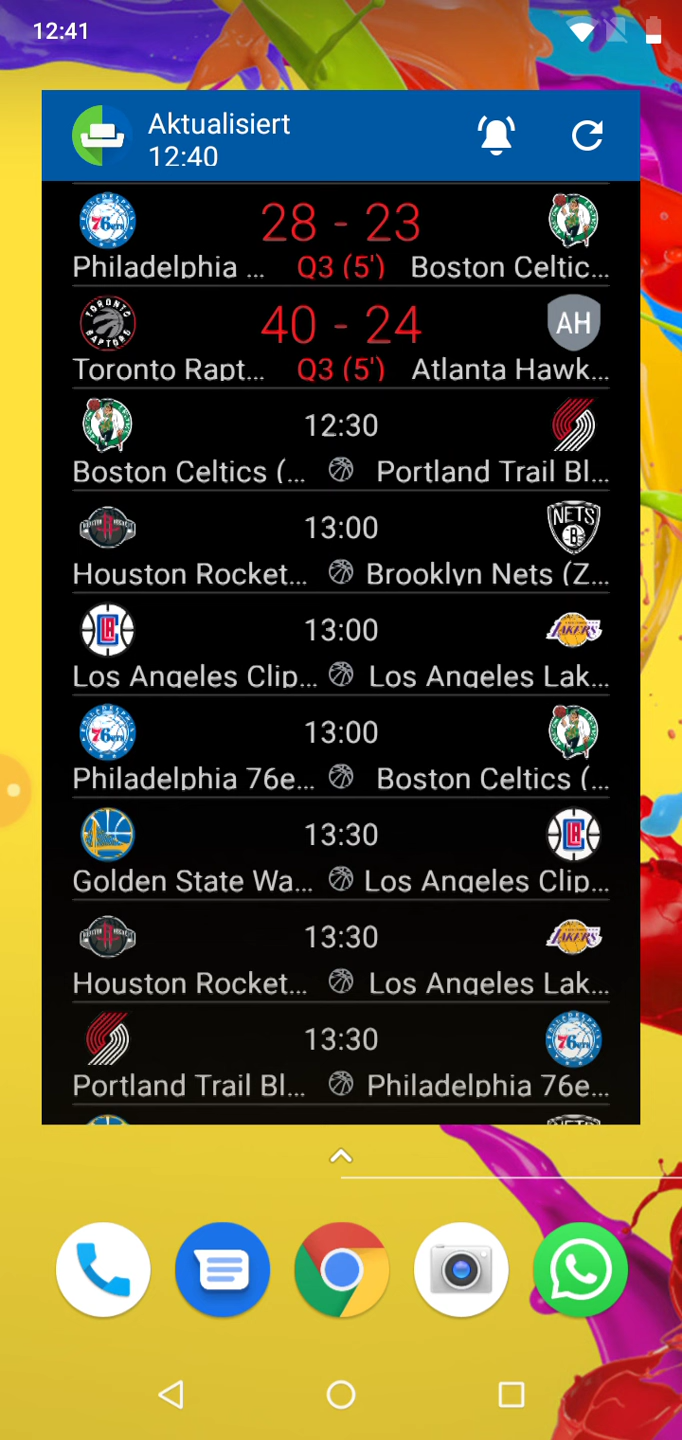 12:41
Aktualisiert
12:40
28 - 23
Philadelphia ... Q3 (5') Boston Celtic...
40 - 24
AH
Toronto Rapt... Q3 (5') Atlanta Hawk...
12:30
Boston Celtics (... Portland Trail Bl...
13:00
NETS
B
Houston Rocket... Brooklyn Nets (Z...
13:00
LAKERS
Los Angeles Clip... Los Angeles Lak...
13:00
Philadelphia 76e... Boston Celtics (...
13:30
Golden State Wa... Los Angeles Clip...
13:30
LAKERS
Houston Rocket... Los Angeles Lak...
13:30
Portland Trail Bl... Philadelphia 76e...